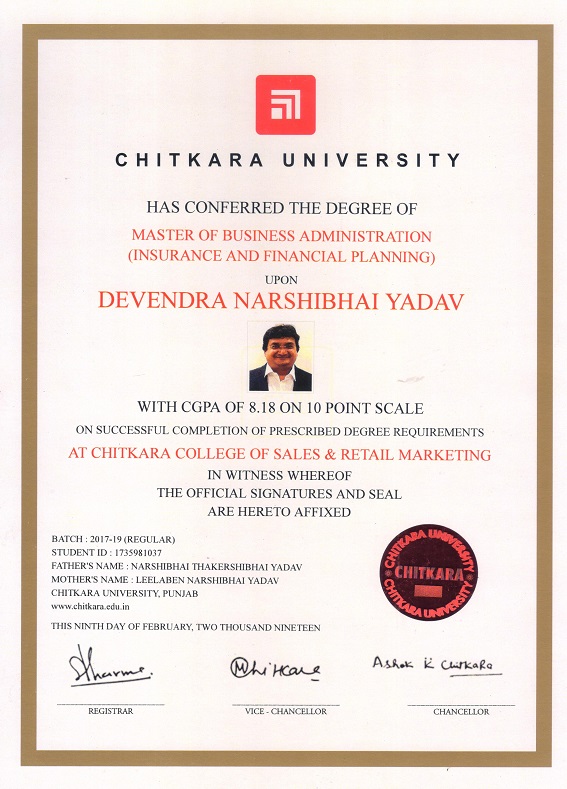 CHITKARA UNIVERSITY
HAS CONFERRED THE DEGREE OF
MASTER OF BUSINESS ADMINISTRATION
(INSURANCE AND FINANCIAL PLANNING)
UPON
DEVENDRA NARSHIBHAI YADAV
WITH CGPA OF 8.18 ON 10 POINT SCALE
ON SUCCESSFUL COMPLETION OF PRESCRIBED DEGREE REQUIREMENTS
AT CHITKARA COLLEGE OF SALES & RETAIL MARKETING
IN WITNESS WHEREOF
THE OFFICIAL SIGNATURES AND SEAL
ARE HERETO AFFIXED
BATCH : 2017-19 (REGULAR)
STUDENT ID : 1735981037
FATHER'S NAME : NARSHIBHAI THAKERSHIBHAI YADAV
MOTHER'S NAME : LEELABEN NARSHIBHAI YADAV
CHITKARA UNIVERSITY, PUNJAB
www.chitkara.edu.in
THIS NINTH DAY OF FEBRUARY, TWO THOUSAND NINETEEN
CHITKARA UNIVERSITY
CHITKARA
CHITKARA UNIVERSITY
Ashok K Chitkara
REGISTRAR
VICE - CHANCELLOR
CHANCELLOR